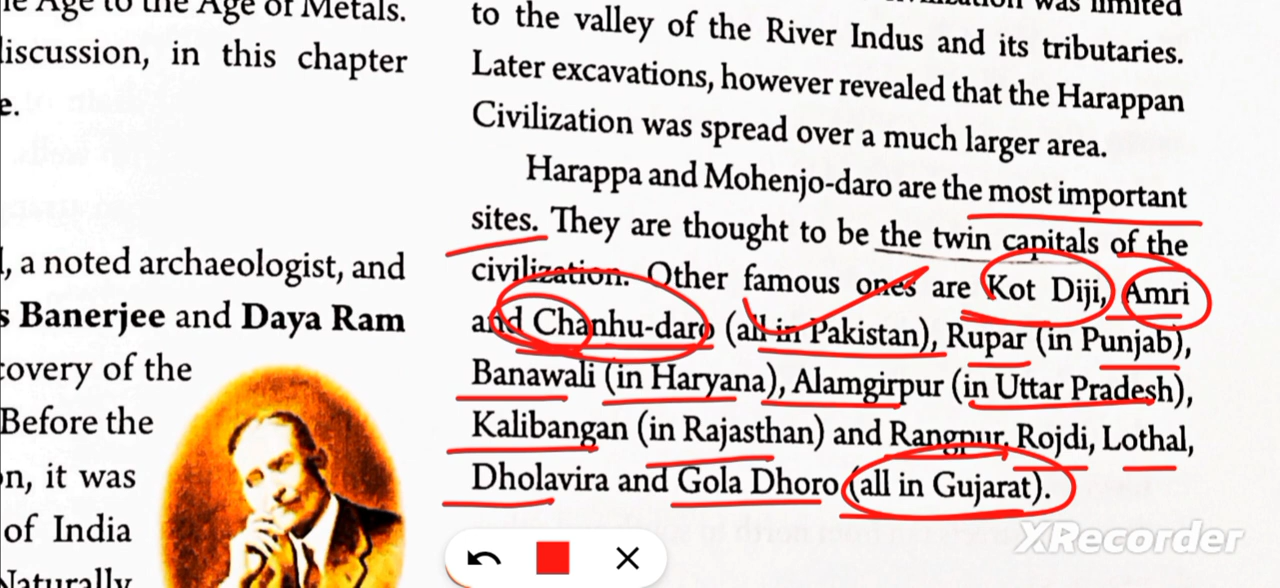 Age to the Age of Metals.
discussion, in this chapter
a noted archaeologist, and
Banerjee and Daya Ram
of the
Before the
it was
of India
Naturally
was limited
to the valley of the River Indus and its tributaries.
Later excavations, however revealed that the Harappan
Civilization was spread over a much larger area.
Harappa and Mohenjo-daro are the most important
sites. They are thought to be the twin capitals of the
civilization. Other famous ones are Kot Diji, Amri
and Chanhu-daro (all in Pakistan), Rupar (in Punjab),
Banawali (in Haryana), Alamgirpur (in Uttar Pradesh),
Kalibangan (in Rajasthan) and Rangpur, Rojdi, Lothal,
Dholavira and Gola Dhoro (all in Gujarat).
XRecorder